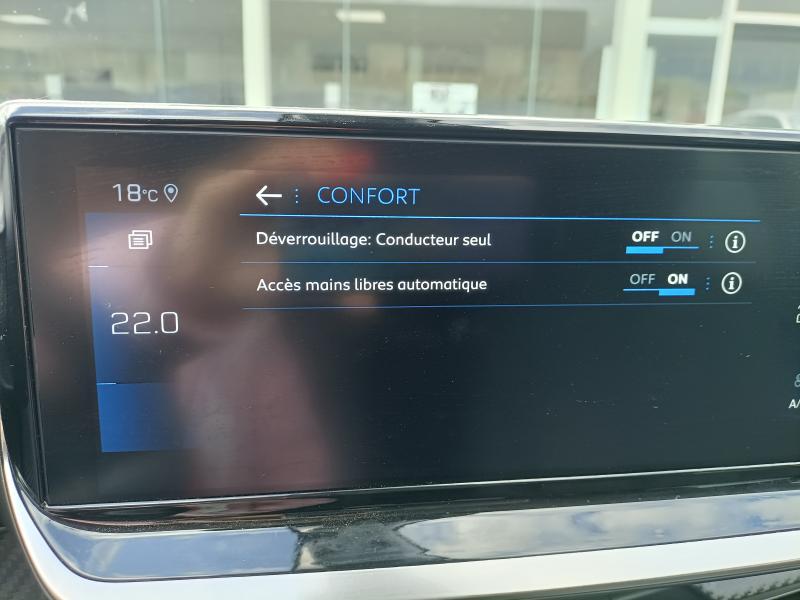 18°C
← CONFORT
Déverrouillage: Conducteur seul OFF ON
Accès mains libres automatique OFF ON
22.0
A/